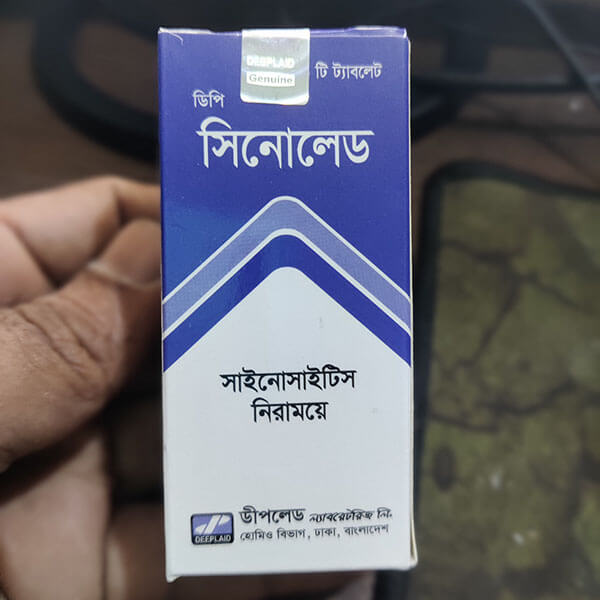 DEEPLAID
Genuine
টি ট্যাবলেট
ডিপি
সিনোলেড
সাইনোসাইটিস
নিরাময়ে
ডীপলেড ল্যাবরেটরিজ লি.
হোমিও বিভাগ, ঢাকা, বাংলাদেশ
DEEPLAID